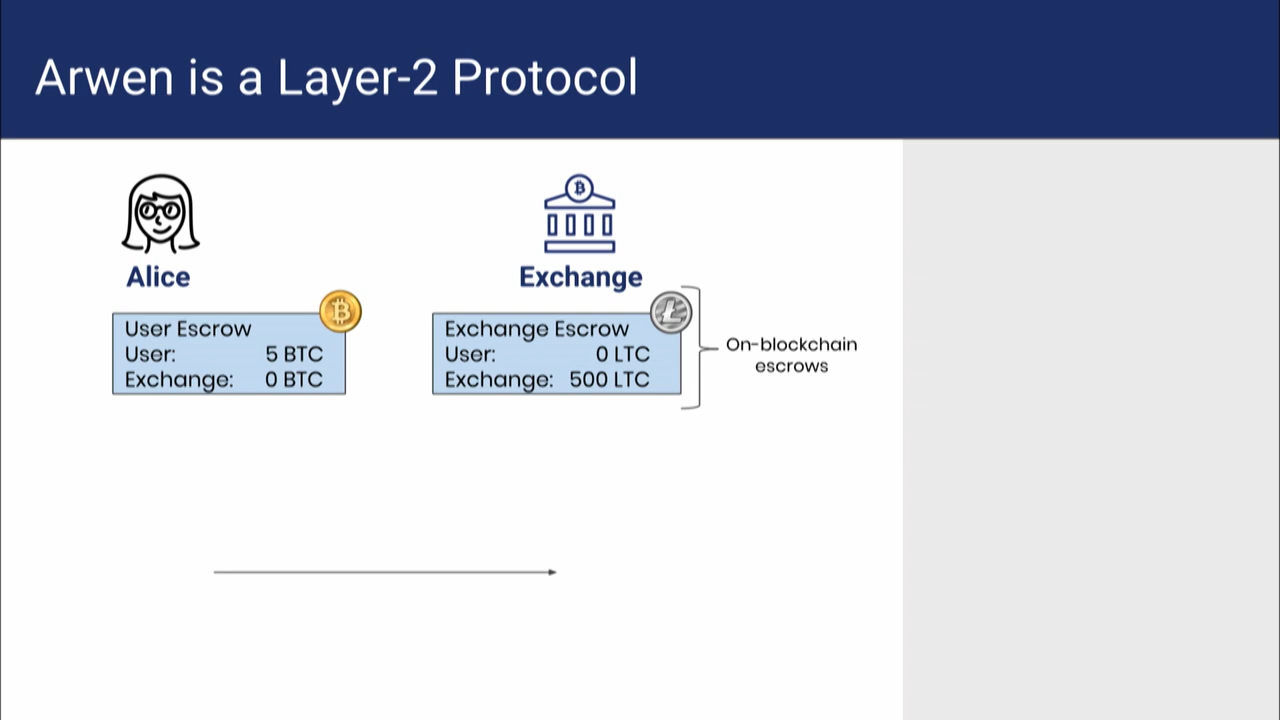 Arwen is a Layer-2 Protocol
Alice
Exchange
User Escrow
User: 5 BTC
Exchange: 0 BTC
Exchange Escrow
User: 0 LTC
Exchange: 500 LTC
On-blockchain
escrows